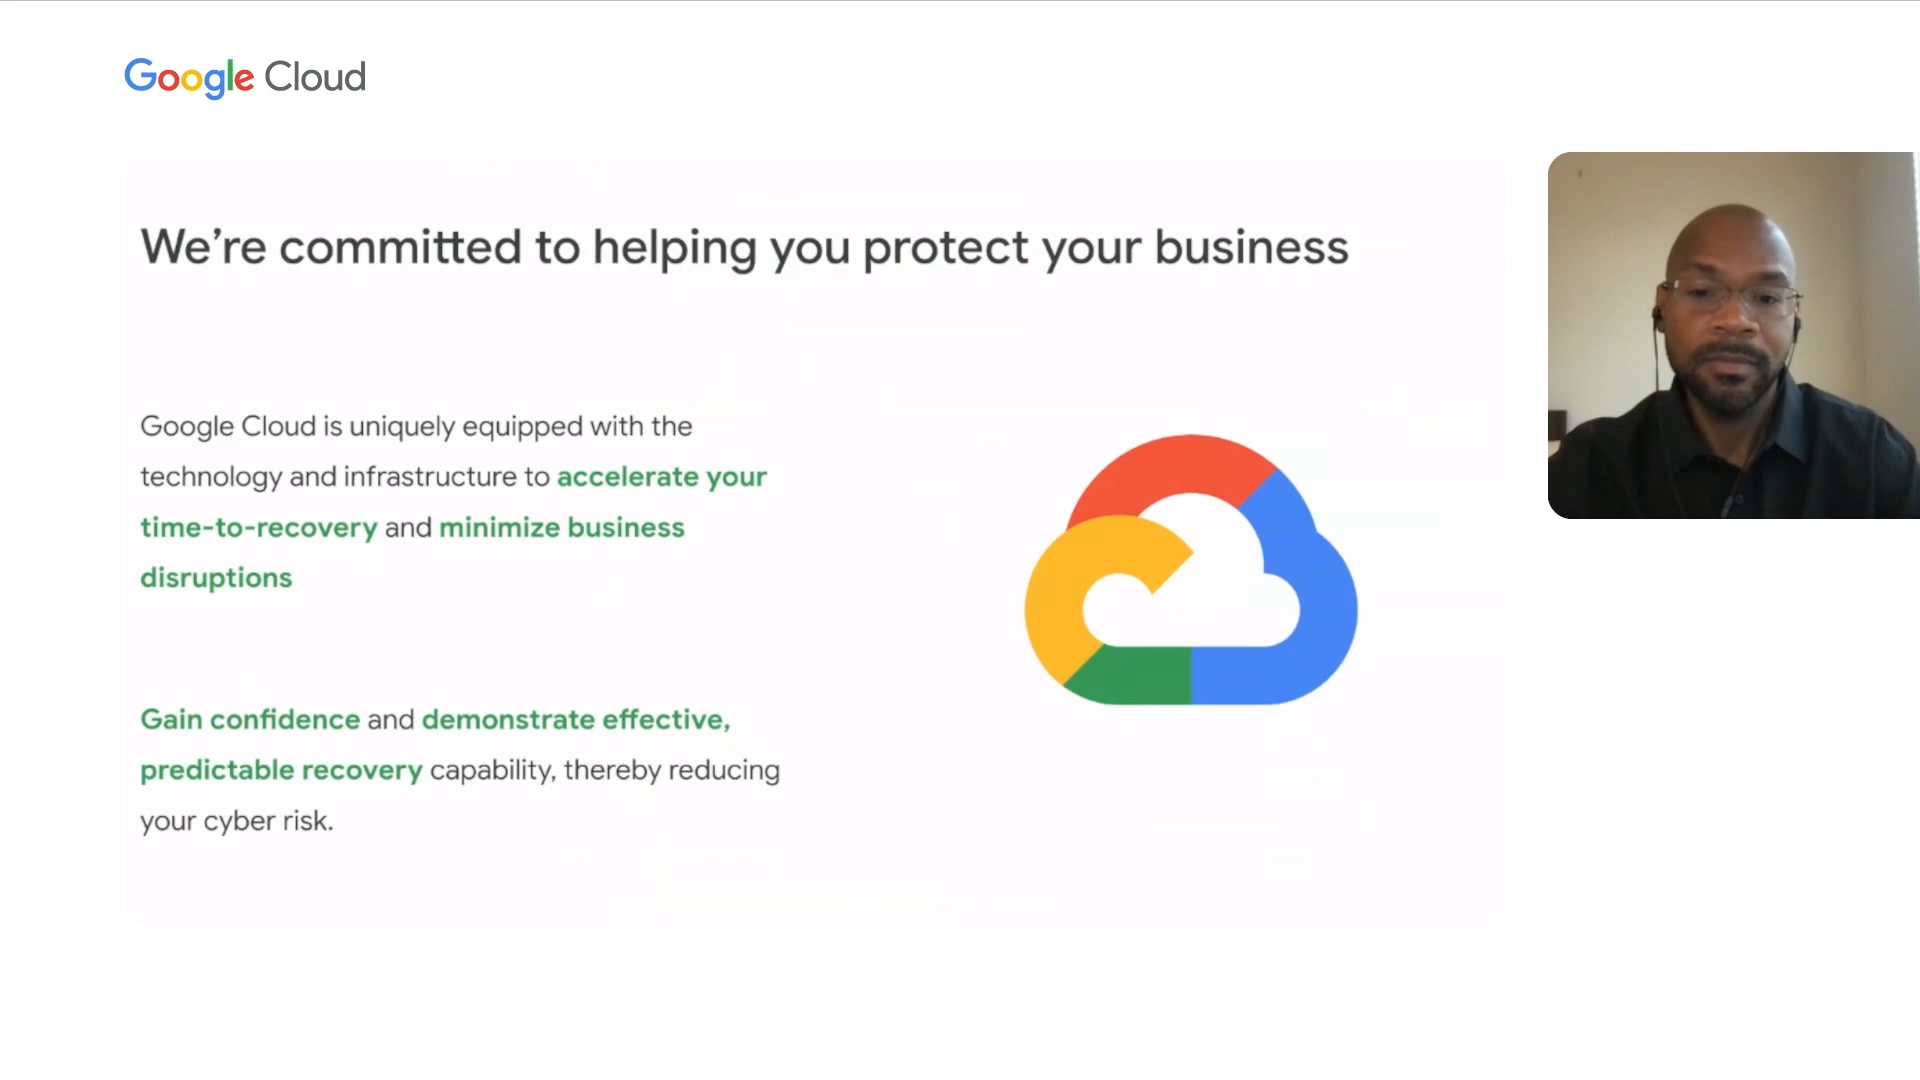 Google Cloud
We're committed to helping you protect your business
Google Cloud is uniquely equipped with the
technology and infrastructure to accelerate your
time-to-recovery and minimize business
disruptions
Gain confidence and demonstrate effective,
predictable recovery capability, thereby reducing
your cyber risk.